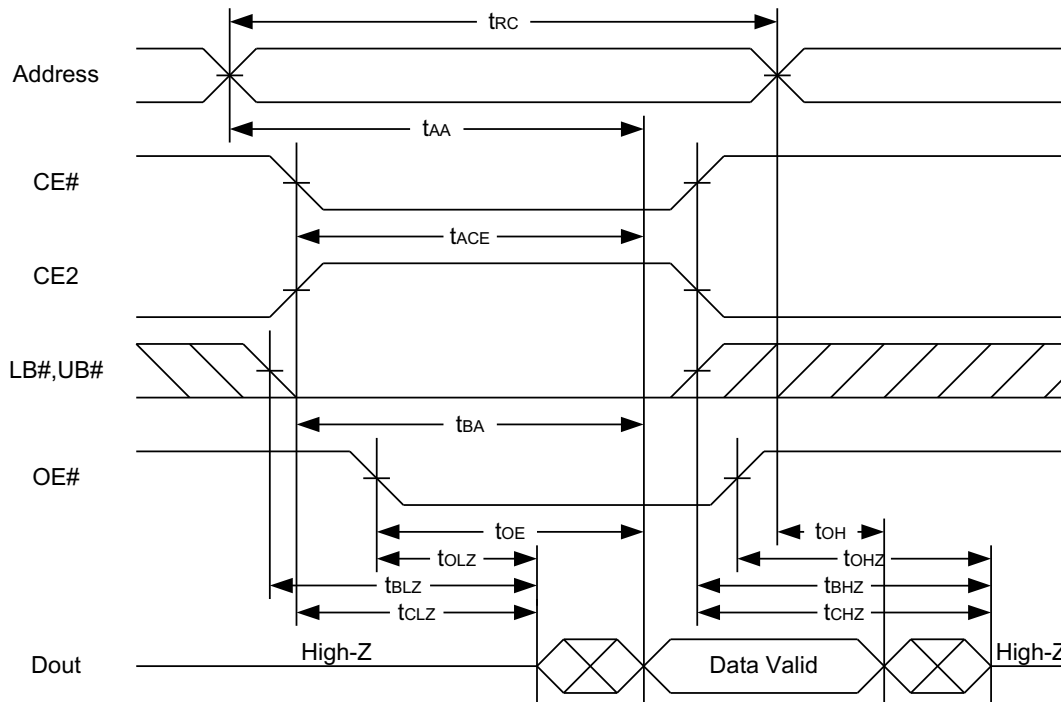 tRC
Address
tAA
CE#
tACE
CE2
LB#,UB#
tBA
OE#
tOE
tOH
tOLZ
tOHZ
tBLZ
tBHZ
tCLZ
tCHZ
Dout
High-Z
Data Valid
High-Z